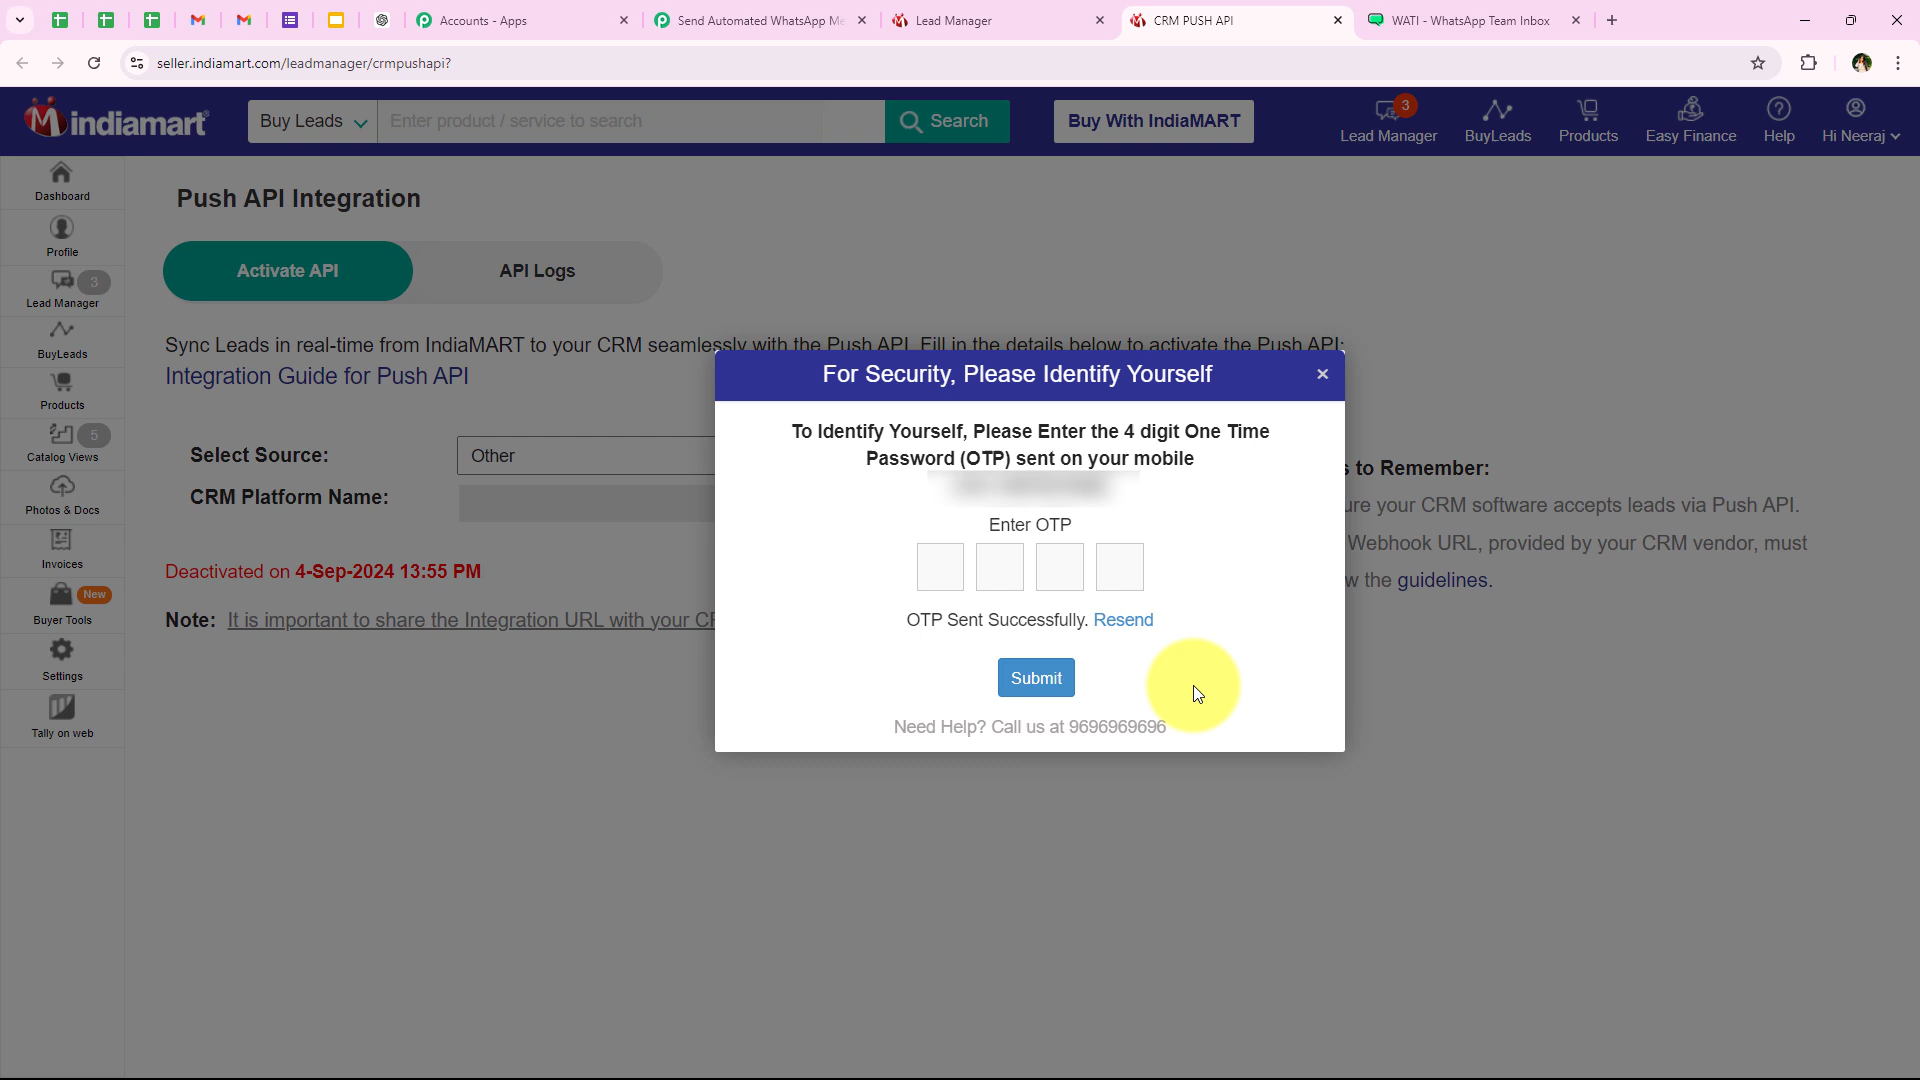 Accounts - Apps
Send Automated WhatsApp Me
Lead Manager
CRM PUSH API
WATI - WhatsApp Team Inbox
seller.indiamart.com/leadmanager/crmpushapi?
indiamart
Buy Leads
Enter product / service to search
Search
Buy With IndiaMART
3
Lead Manager
BuyLeads
Products
Easy Finance
Help
Hi Neeraj
Dashboard
Profile
3
Lead Manager
BuyLeads
Products
5
Catalog Views
Photos & Docs
Invoices
New
Buyer Tools
Settings
Tally on web
Push API Integration
Activate API
API Logs
Sync Leads in real-time from IndiaMART to your CRM seamlessly with the Push API. Fill in the details below to activate the Push API:
Integration Guide for Push API
Select Source:
Other
CRM Platform Name:
Deactivated on 4-Sep-2024 13:55 PM
Note: It is important to share the Integration URL with your
For Security, Please Identify Yourself
To Identify Yourself, Please Enter the 4 digit One Time
Password (OTP) sent on your mobile
Enter OTP
OTP Sent Successfully. Resend
Submit
Need Help? Call us at 9696969696
to Remember:
your CRM software accepts leads via Push API.
Webhook URL, provided by your CRM vendor, must
the guidelines.